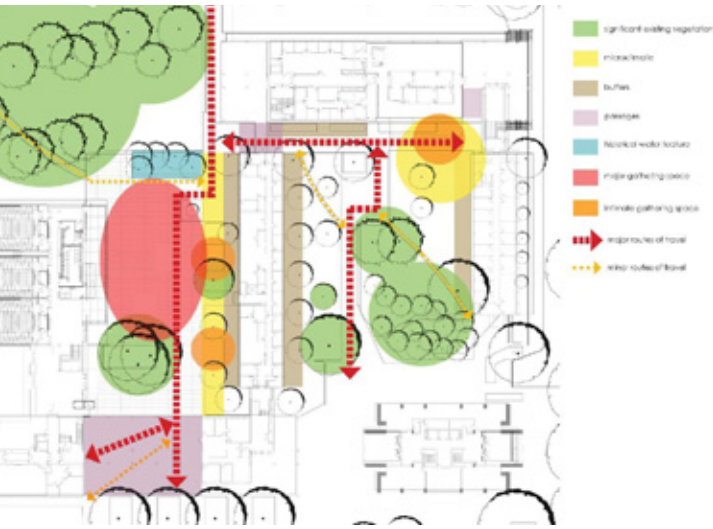 significant existing vegetation
microclimate
buffers
passages
historical water feature
major gathering space
intimate gathering space
major routes of travel
minor routes of travel